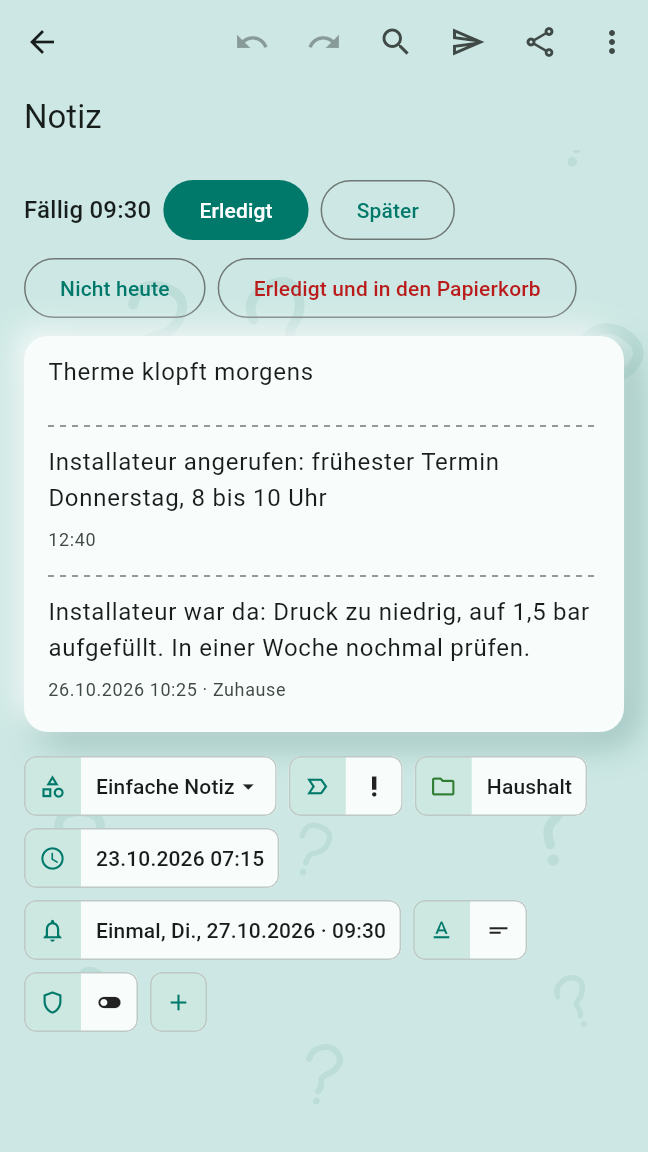 Notiz
Fällig 09:30
Erledigt
Später
Nicht heute
Erledigt und in den Papierkorb
Therme klopft morgens
Installateur angerufen: frühester Termin
Donnerstag, 8 bis 10 Uhr
12:40
Installateur war da: Druck zu niedrig, auf 1,5 bar
aufgefüllt. In einer Woche nochmal prüfen.
26.10.2026 10:25 · Zuhause
Einfache Notiz
Haushalt
23.10.2026 07:15
Einmal, Di., 27.10.2026 · 09:30